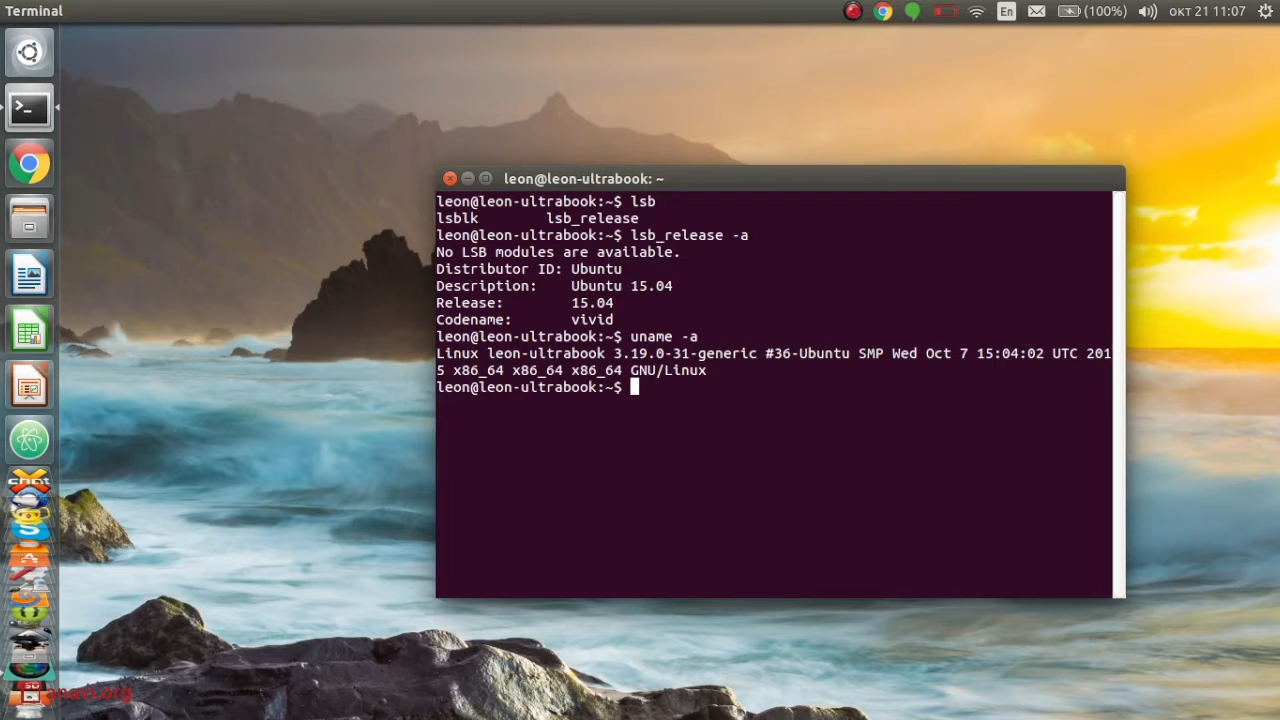 Terminal
En
(100%)
окт 21 11:07
leon@leon-ultrabook: ~
leon@leon-ultrabook:~$ lsb
lsblk lsb_release
leon@leon-ultrabook:~$ lsb_release -a
No LSB modules are available.
Distributor ID: Ubuntu
Description: Ubuntu 15.04
Release: 15.04
Codename: vivid
leon@leon-ultrabook:~$ uname -a
Linux leon-ultrabook 3.19.0-31-generic #36-Ubuntu SMP Wed Oct 7 15:04:02 UTC 201
5 x86_64 x86_64 x86_64 GNU/Linux
leon@leon-ultrabook:~$
anavi.org